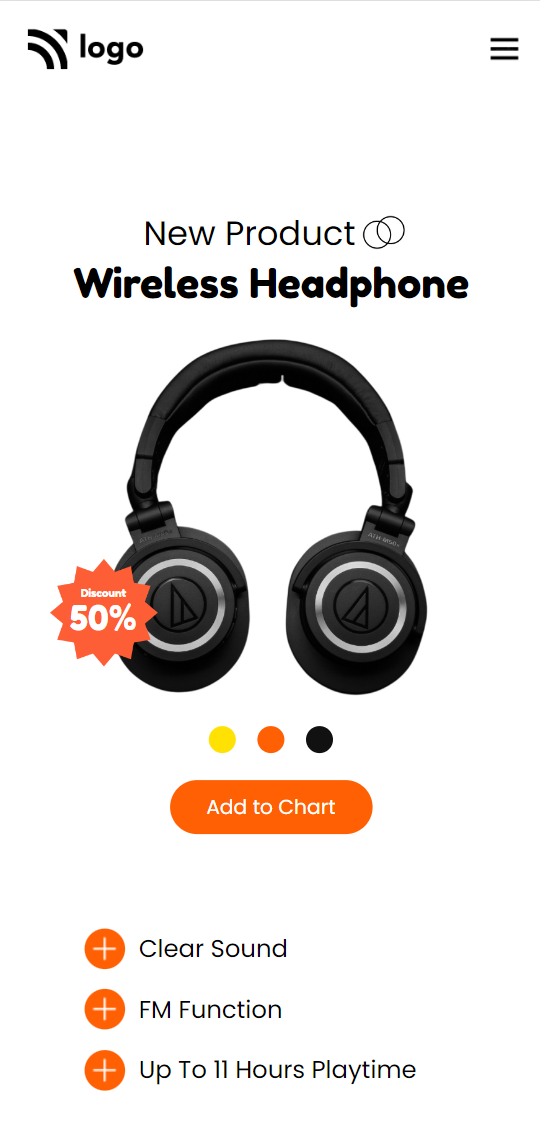 logo
New Product
Wireless Headphone
Discount
50%
Add to Chart
Clear Sound
FM Function
Up To 11 Hours Playtime